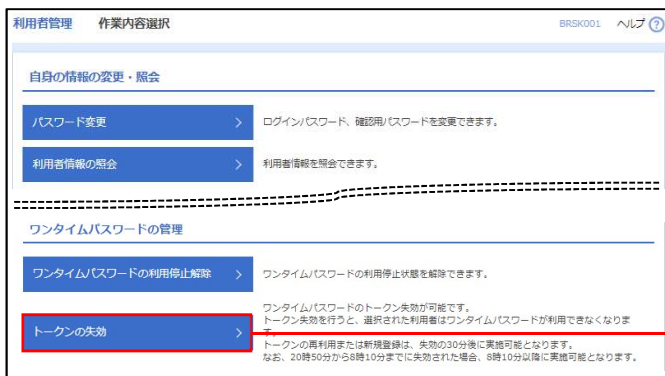 利用者管理 作業内容選択 BRSK001 ヘルプ ?
自身の情報の変更・照会
パスワード変更 > ログインパスワード、確認用パスワードを変更できます。
利用者情報の照会 > 利用者情報を照会できます。
ワンタイムパスワードの管理
ワンタイムパスワードの利用停止解除 > ワンタイムパスワードの利用停止状態を解除できます。
ワンタイムパスワードのトークン失効が可能です。
トークン失効を行うと、選択された利用者はワンタイムパスワードが利用できなくなりま
トークンの失効 > す。
トークンの再利用または新規登録は、失効の30分後に実施可能となります。
なお、20時50分から8時10分までに失効された場合、8時10分以降に実施可能となります。